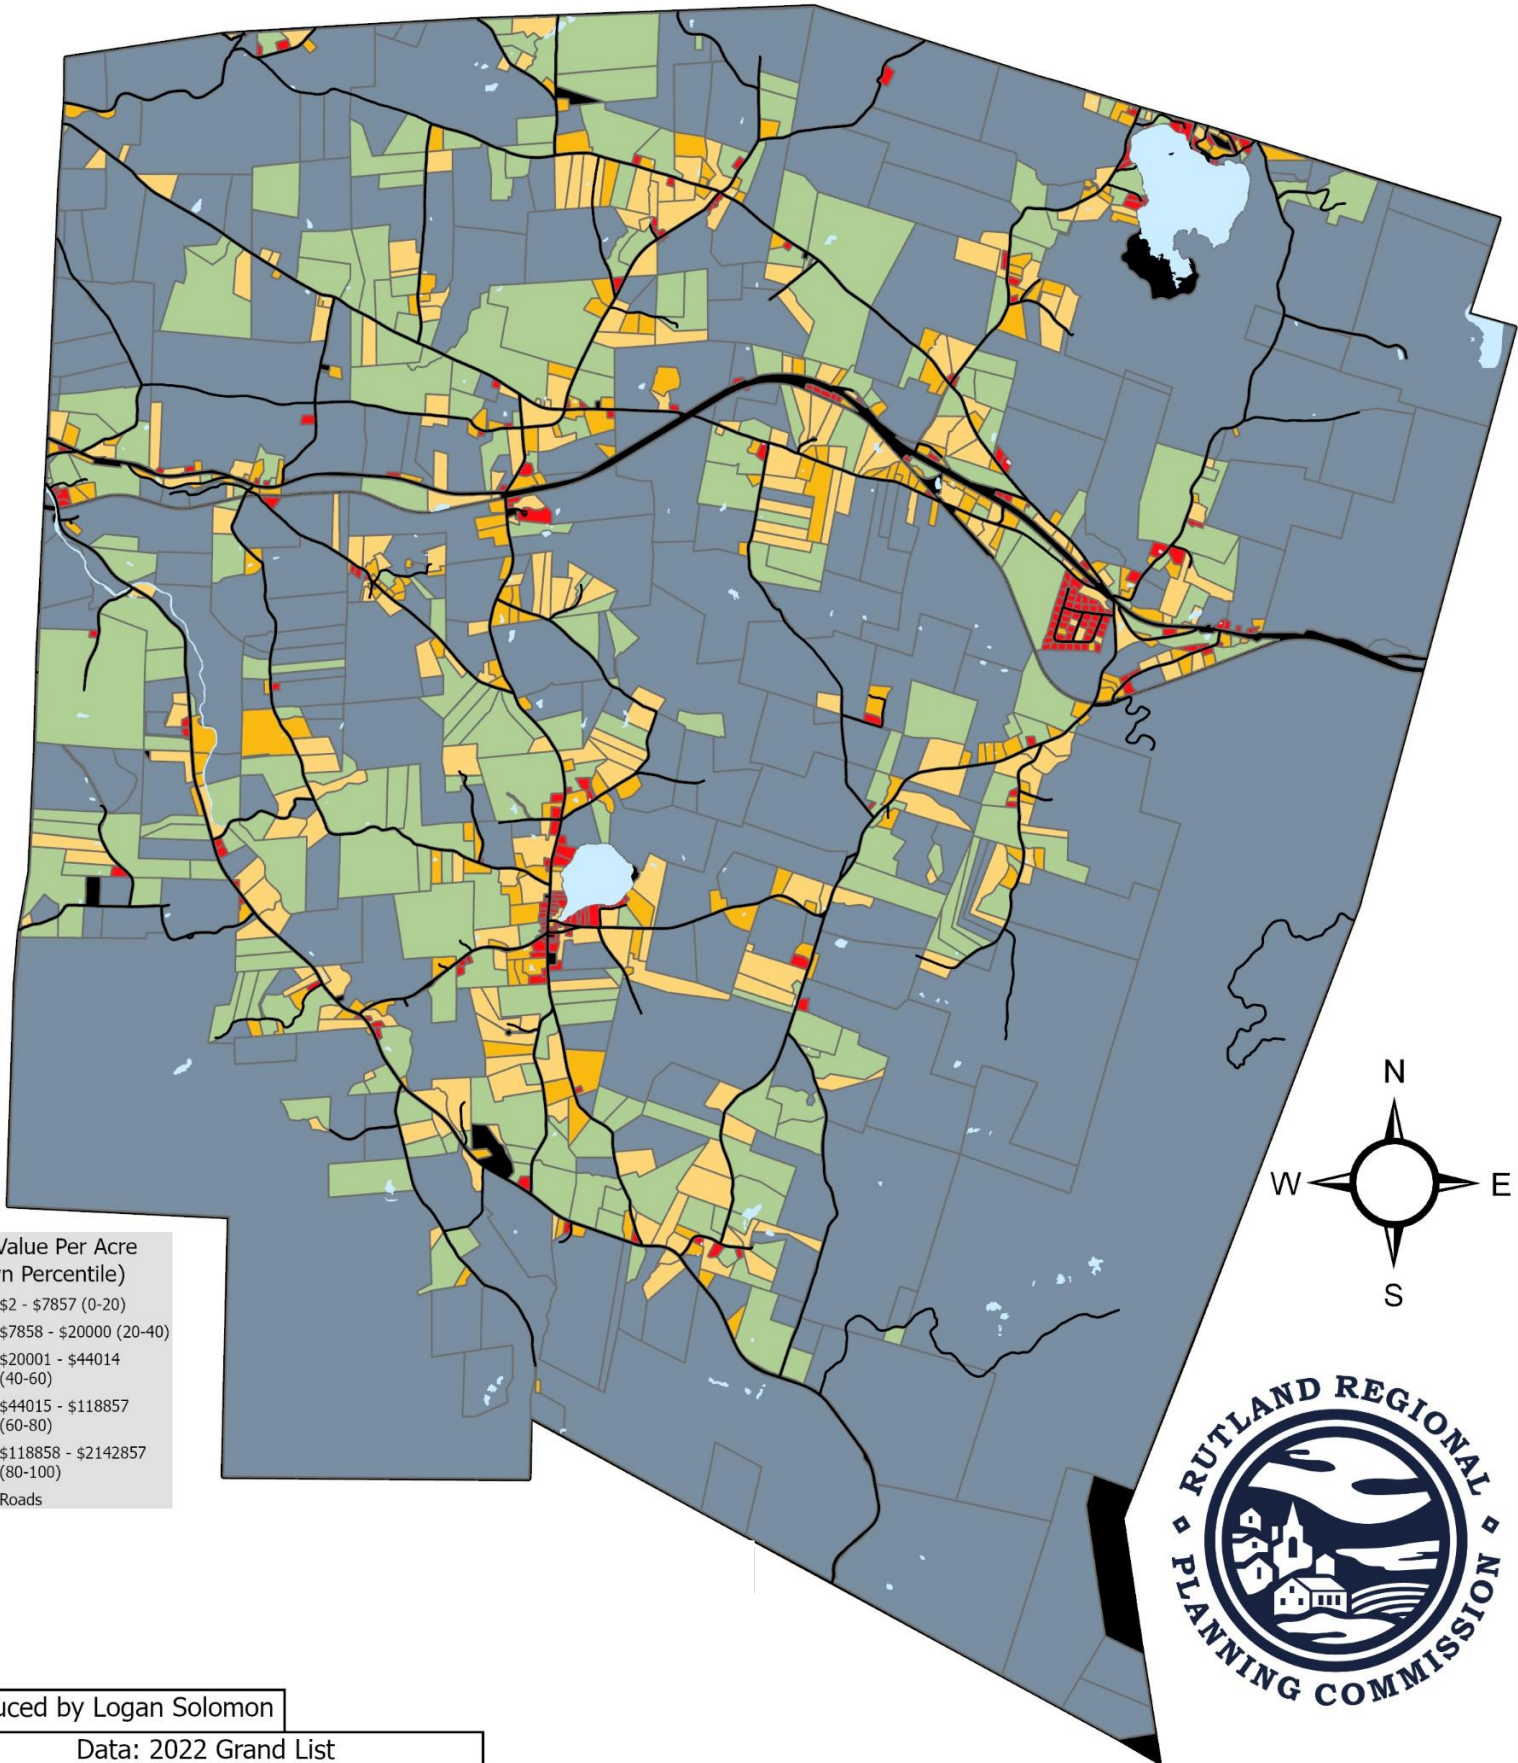 N
W E
S
Value Per Acre
n Percentile)
$2 - $7857 (0-20)
$7858 - $20000 (20-40)
$20001 - $44014
(40-60)
$44015 - $118857
(60-80)
$118858 - $2142857
(80-100)
Roads
RUTLAND REGIONAL
PLANNING COMMISSION
uced by Logan Solomon
Data: 2022 Grand List